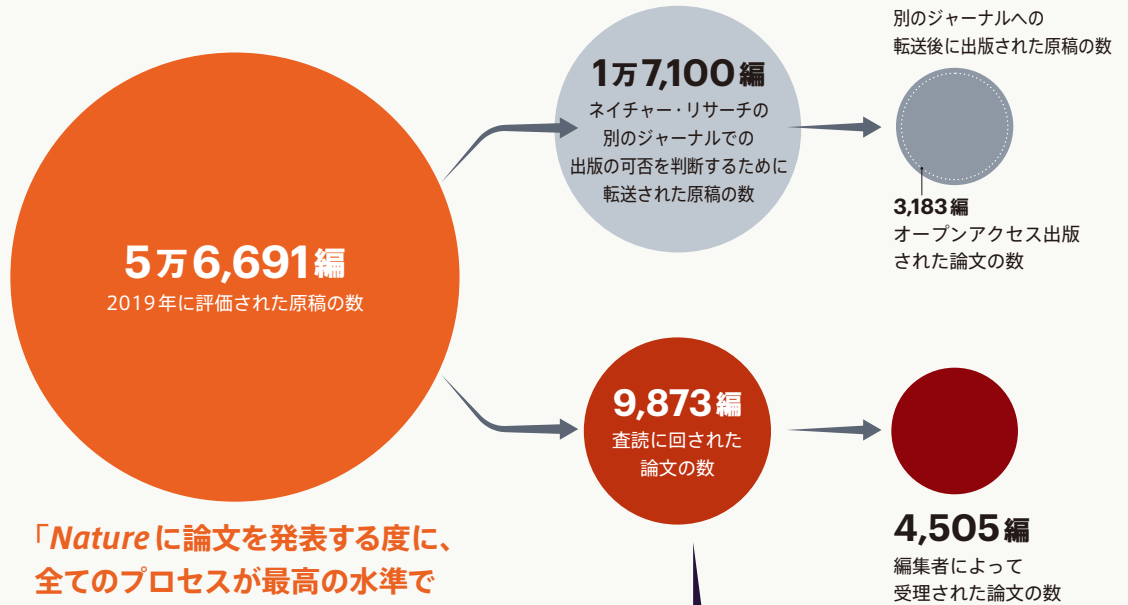 5万6,691編
2019年に評価された原稿の数
1万7,100編
ネイチャー・リサーチの
別のジャーナルでの
出版の可否を判断するために
転送された原稿の数
別のジャーナルへの
転送後に出版された原稿の数
3,183編
オープンアクセス出版
された論文の数
9,873編
査読に回された
論文の数
4,505編
編集者によって
受理された論文の数
「Natureに論文を発表する度に、
全てのプロセスが最高の水準で